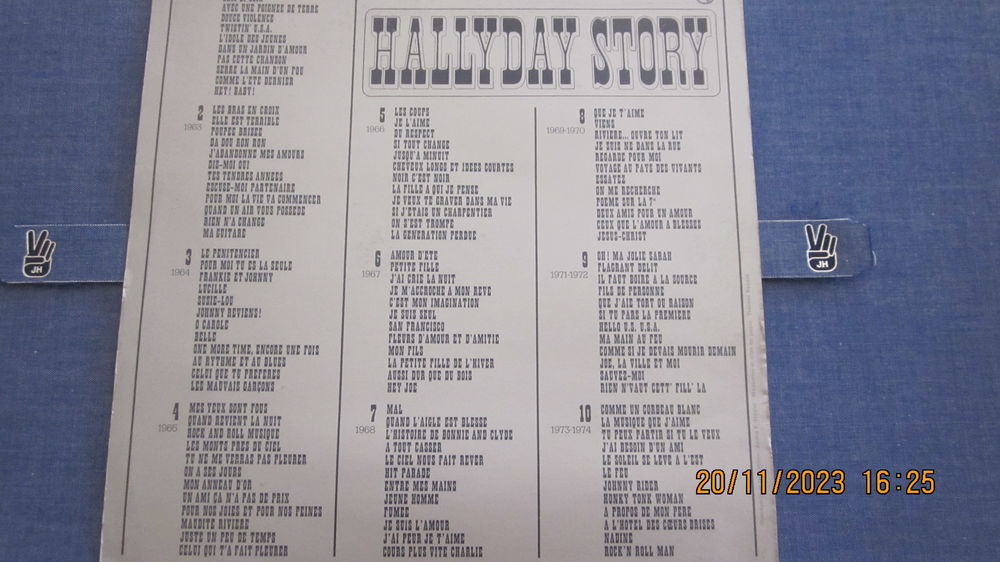 AVEC UNE POIGNEE DE TERRE
DOUCE VIOLENCE
TWISTIN' U.S.A.
L'IDOLE DES JEUNES
DANS UN JARDIN D'AMOUR
PAS CETTE CHANSON
SERRE LA MAIN D'UN FOU
COMME L'ETE DERNIER
HEY! BABY!
2
1963
LES BRAS EN CROIX
ELLE EST TERRIBLE
POUPEE BRISEE
DA DOU RON RON
J'ABANDONNE MES AMOURS
DIS-MOI OUI
TES TENDRES ANNEES
EXCUSE-MOI PARTENAIRE
POUR MOI LA VIE VA COMMENCER
QUAND UN AIR VOUS POSSEDE
RIEN N'A CHANGE
MA GUITARE
3
1964
LE PENITENCIER
POUR MOI TU ES LA SEULE
FRANKIE ET JOHNNY
LUCILLE
SUSIE-LOU
JOHNNY REVIENS!
O CAROLE
BELLE
ONE MORE TIME, ENCORE UNE FOIS
AU RYTHME ET AU BLUES
CELUI QUE TU PREFERES
LES MAUVAIS GARÇONS
4
1965
MES YEUX SONT FOUS
QUAND REVIENT LA NUIT
ROCK AND ROLL MUSIQUE
LES MONTS PRES DU CIEL
TU NE ME VERRAS PAS PLEURER
ON A SES JOURS
MON ANNEAU D'OR
UN AMI ÇA N'A PAS DE PRIX
POUR NOS JOIES ET POUR NOS PEINES
MAUDITE RIVIERE
JUSTE UN PEU DE TEMPS
CELUI QUI T'A FAIT PLEURER
HALLYDAY STORY
5
1966
LES COUPS
JE L'AIME
DU RESPECT
SI TOUT CHANGE
JUSQU'A MINUIT
CHEVEUX LONGS ET IDEES COURTES
NOIR C'EST NOIR
LA FILLE A QUI JE PENSE
JE VEUX TE GRAVER DANS MA VIE
SI J'ETAIS UN CHARPENTIER
ON S'EST TROMPE
LA GENERATION PERDUE
6
1967
AMOUR D'ETE
PETITE FILLE
J'AI CRIE LA NUIT
JE M'ACCROCHE A MON REVE
C'EST MON IMAGINATION
JE SUIS SEUL
SAN FRANCISCO
FLEURS D'AMOUR ET D'AMITIE
MON FILS
LA PETITE FILLE DE L'HIVER
AUSSI DUR QUE DU BOIS
HEY JOE
7
1968
MAL
QUAND L'AIGLE EST BLESSE
L'HISTOIRE DE BONNIE AND CLYDE
A TOUT CASSER
LE CIEL NOUS FAIT REVER
HIT PARADE
ENTRE MES MAINS
JEUNE HOMME
FUMEE
JE SUIS L'AMOUR
J'AI PEUR JE T'AIME
COURS PLUS VITE CHARLIE
8
1969-1970
QUE JE T'AIME
VIENS
RIVIERE... OUVRE TON LIT
JE SUIS NE DANS LA RUE
REGARDE POUR MOI
VOYAGE AU PAYS DES VIVANTS
ESSAYEZ
ON ME RECHERCHE
POEME SUR LA 7e
DEUX AMIS POUR UN AMOUR
CEUX QUE L'AMOUR A BLESSES
JESUS-CHRIST
9
1971-1972
OH! MA JOLIE SARAH
FLAGRANT DELIT
IL FAUT BOIRE A LA SOURCE
FILS DE PERSONNE
QUE J'AIE TORT OU RAISON
SI TU PARS LA PREMIERE
HELLO U.S. U.S.A.
MA MAIN AU FEU
COMME SI JE DEVAIS MOURIR DEMAIN
JOE, LA VILLE ET MOI
SAUVEZ-MOI
RIEN N'VAUT CETT' FILL' LA
10
1973-1974
COMME UN CORBEAU BLANC
LA MUSIQUE QUE J'AIME
TU PEUX PARTIR SI TU LE VEUX
J'AI BESOIN D'UN AMI
LE SOLEIL SE LEVE A L'EST
LE FEU
JOHNNY RIDER
HONKY TONK WOMAN
A PROPOS DE MON PERE
A L'HOTEL DES CŒURS BRISES
NADINE
ROCK'N ROLL MAN
JH
JH
20/11/2023 16:25